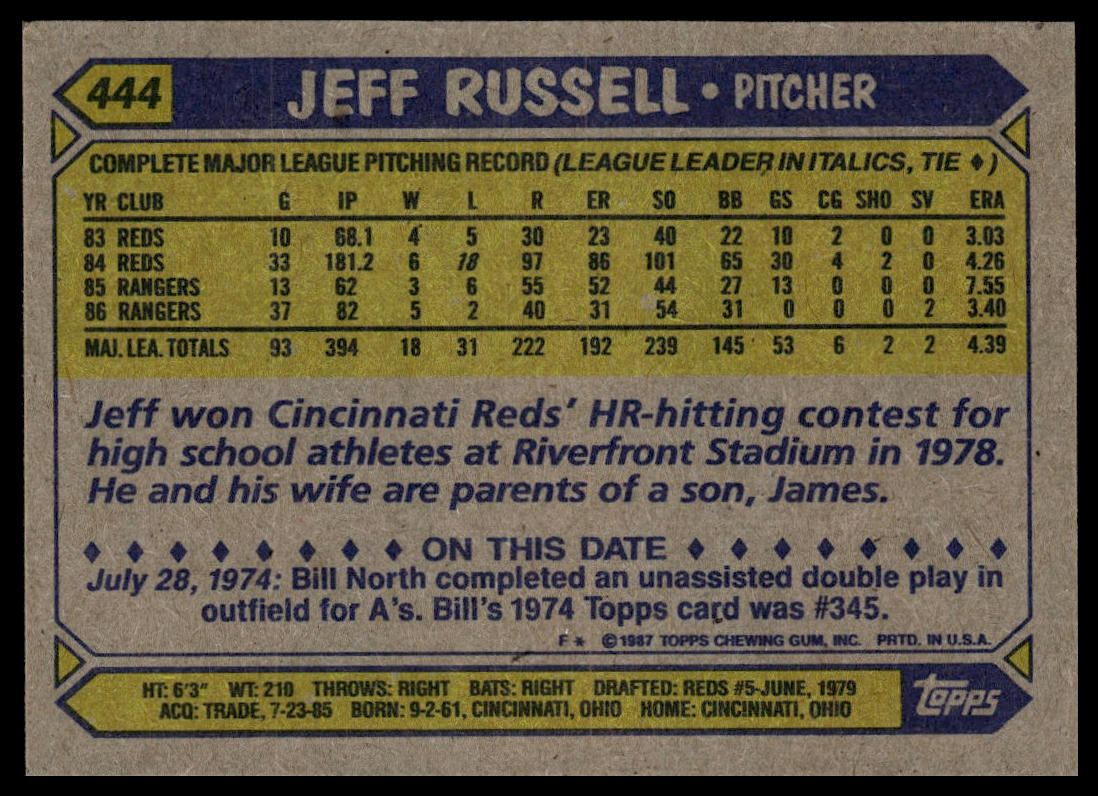 444 JEFF RUSSELL • PITCHER
COMPLETE MAJOR LEAGUE PITCHING RECORD (LEAGUE LEADER IN ITALICS, TIE ♦)
YR CLUB G IP W L R ER SO BB GS CG SHO SV ERA
83 REDS 10 68.1 4 5 30 23 40 22 10 2 0 0 3.03
84 REDS 33 181.2 6 18 97 86 101 65 30 4 2 0 4.26
85 RANGERS 13 62 3 6 55 52 44 27 13 0 0 0 7.55
86 RANGERS 37 82 5 2 40 31 54 31 0 0 0 2 3.40
MAJ. LEA. TOTALS 93 394 18 31 222 192 239 145 53 6 2 2 4.39
Jeff won Cincinnati Reds' HR-hitting contest for
high school athletes at Riverfront Stadium in 1978.
He and his wife are parents of a son, James.
♦ ♦ ♦ ♦ ♦ ♦ ♦ ♦ ON THIS DATE ♦ ♦ ♦ ♦ ♦ ♦ ♦ ♦
July 28, 1974: Bill North completed an unassisted double play in
outfield for A's. Bill's 1974 Topps card was #345.
F * ©1987 TOPPS CHEWING GUM, INC. PRTD. IN U.S.A.
HT: 6'3" WT: 210 THROWS: RIGHT BATS: RIGHT DRAFTED: REDS #5-JUNE, 1979
ACQ: TRADE, 7-23-85 BORN: 9-2-61, CINCINNATI, OHIO HOME: CINCINNATI, OHIO
topps